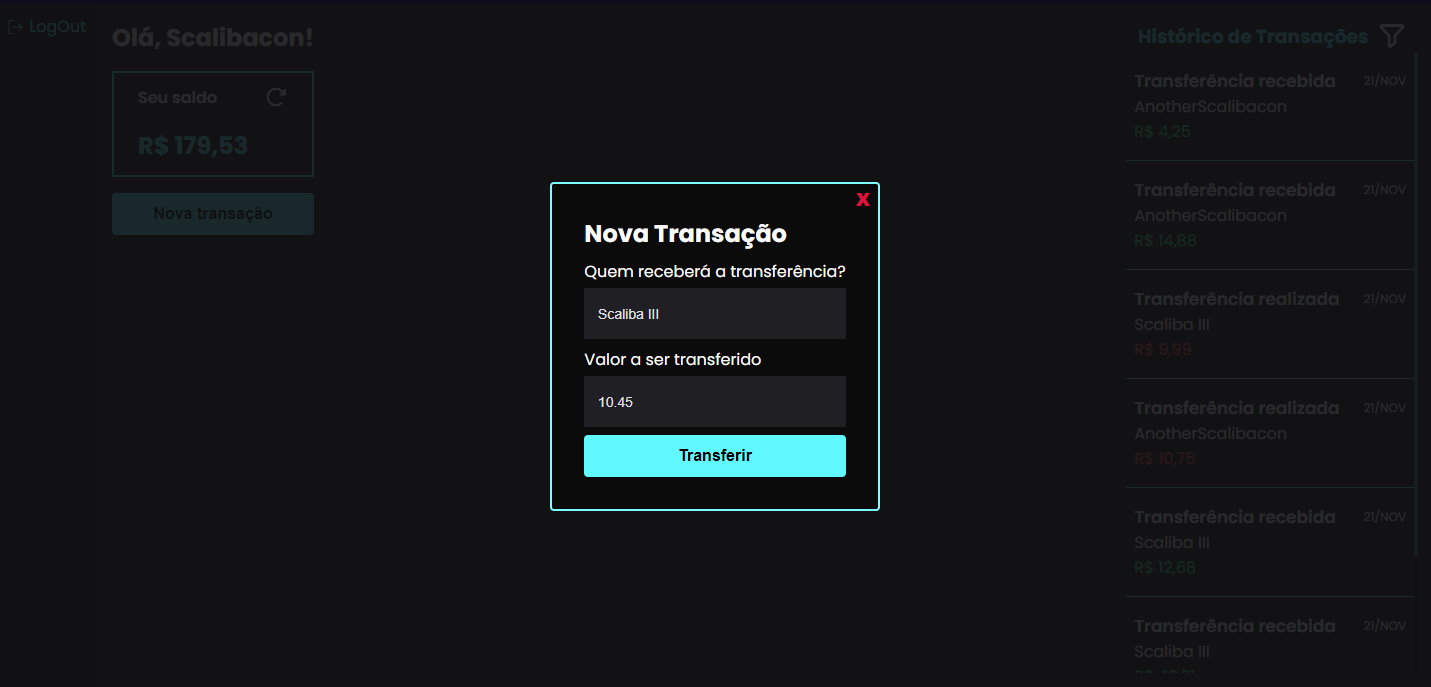 LogOut
Olá, Scalibacon!
Seu saldo
R$ 179,53
Nova transação
X
Nova Transação
Quem receberá a transferência?
Scaliba III
Valor a ser transferido
10.45
Transferir
Histórico de Transações
Transferência recebida 21/NOV
AnotherScalibacon
R$ 4,25
Transferência recebida 21/NOV
AnotherScalibacon
R$ 14,88
Transferência realizada 21/NOV
Scaliba III
R$ 9,99
Transferência realizada 21/NOV
AnotherScalibacon
R$ 10,75
Transferência recebida 21/NOV
Scaliba III
R$ 12,68
Transferência recebida 21/NOV
Scaliba III